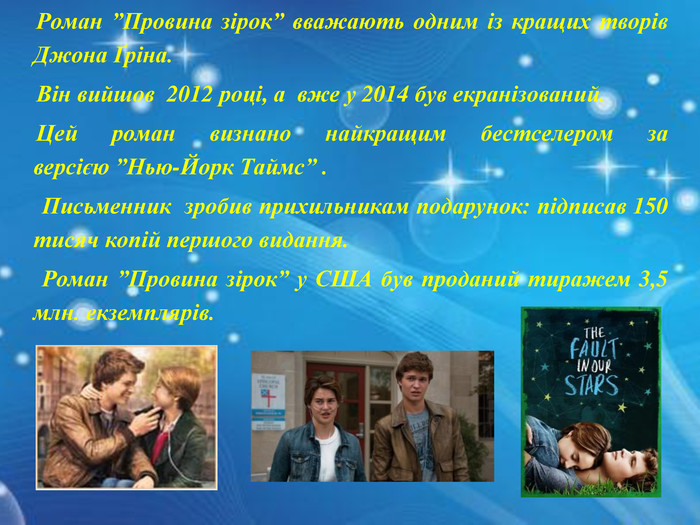 Роман ”Провина зірок” вважають одним із кращих творів
Джона Гріна.
Він вийшов 2012 році, а вже у 2014 був екранізований.
Цей роман визнано найкращим бестселером за
версією ”Нью-Йорк Таймс” .
Письменник зробив прихильникам подарунок: підписав 150
тисяч копій першого видання.
Роман ”Провина зірок” у США був проданий тиражем 3,5
млн. екземплярів.
THE
FAULT
IN OUR
STARS